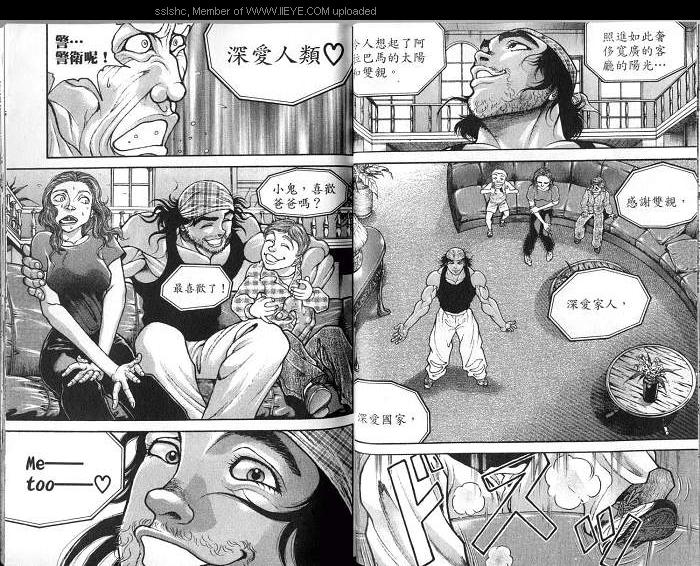 sslshc, Member of WWW.IIEYE.COM uploaded
照進如此奢
侈寬廣的客
廳的陽光…
令人想起了阿
拉巴馬的太陽
和雙親。
感謝雙親，
深愛家人，
深愛國家，
ドスッ
深愛人類♡
警…
警衛呢！
小鬼，喜歡
爸爸嗎？
最喜歡了！
Me——
too——♡